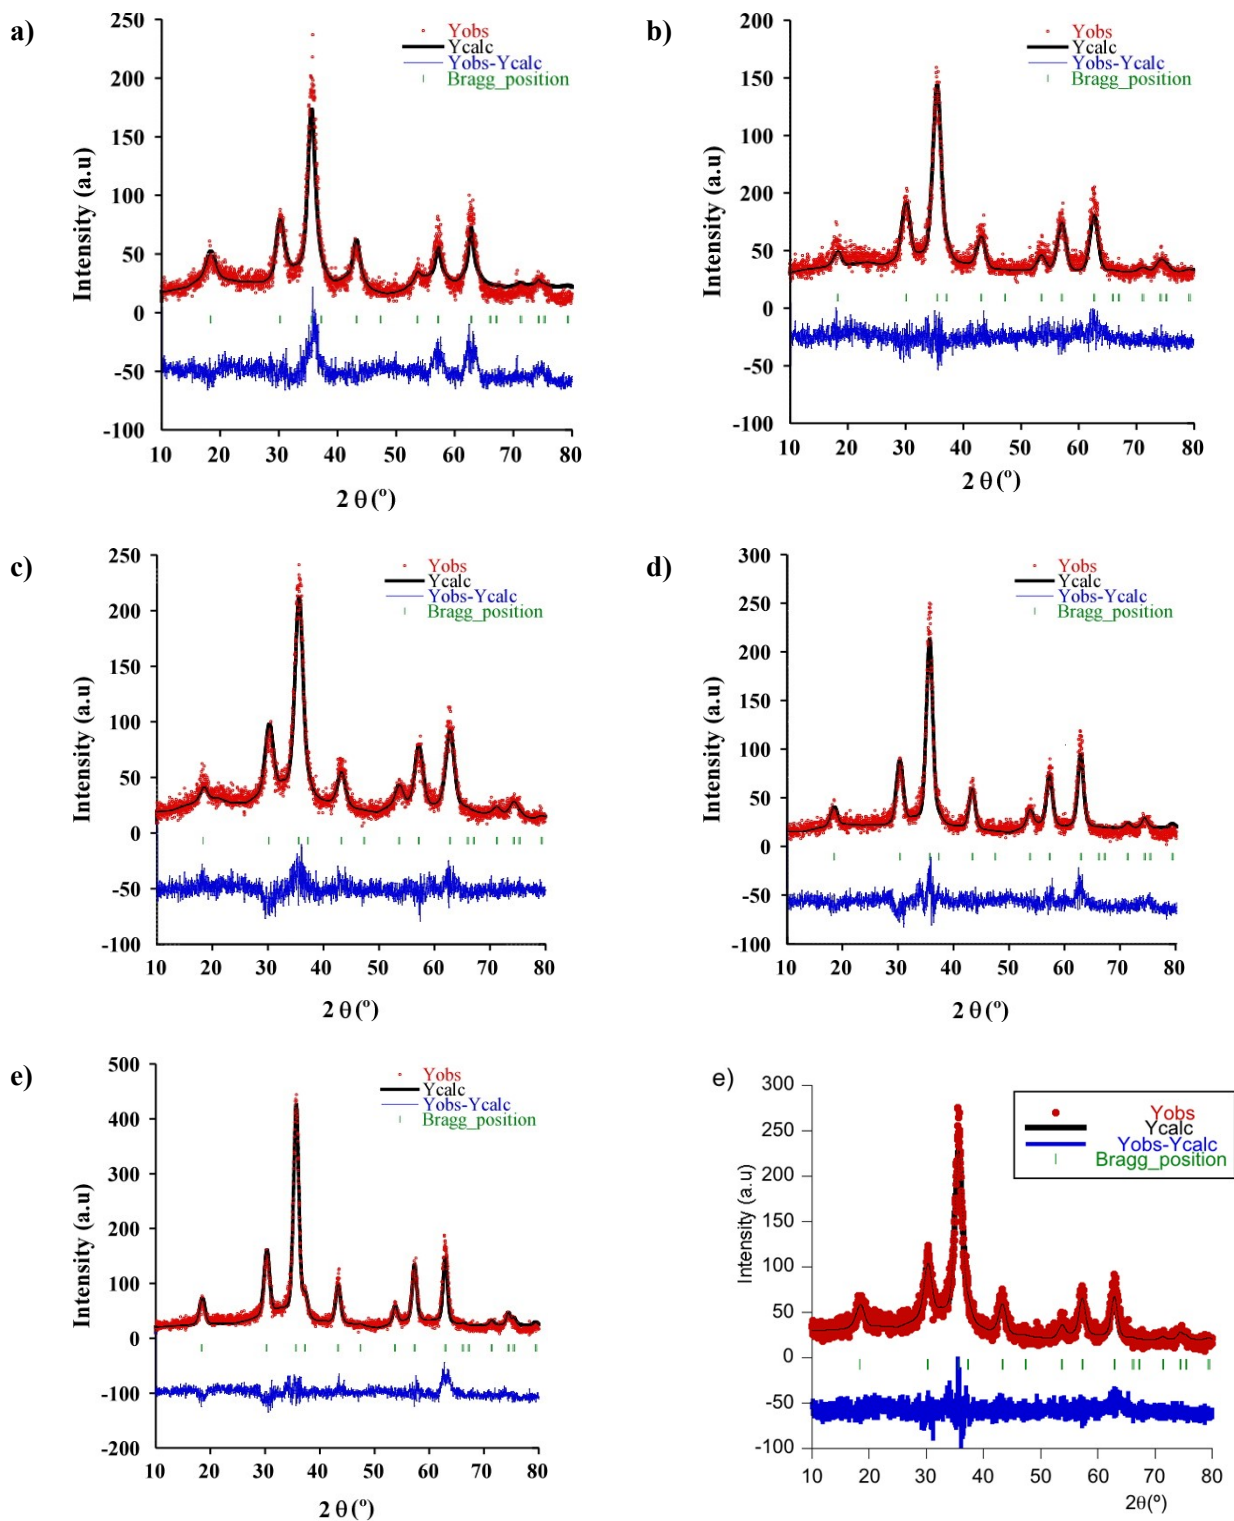 a)
250
200
150
100
50
0
-50
-100
Intensity (a.u)
Yobs
Ycalc
Yobs-Ycalc
Bragg_position
10 20 30 40 50 60 70 80
2 θ (º)
b)
200
150
100
200
50
0
-50
-100
Intensity (a.u)
Yobs
Ycalc
Yobs-Ycalc
Bragg_position
10 20 30 40 50 60 70 80
2 θ (º)
c)
250
200
150
100
50
0
-50
-100
Intensity (a.u)
Yobs
Ycalc
Yobs-Ycalc
Bragg_position
10 20 30 40 50 60 70 80
2 θ (º)
d)
300
250
200
150
100
50
0
-50
-100
Intensity (a.u)
Yobs
Ycalc
Yobs-Ycalc
Bragg_position
10 20 30 40 50 60 70 80
2 θ (º)
e)
500
400
300
200
100
0
-100
-200
Intensity (a.u)
Yobs
Ycalc
Yobs-Ycalc
Bragg_position
10 20 30 40 50 60 70 80
2 θ (º)
e)
300
250
200
150
100
50
0
-50
-100
Intensity (a.u)
Yobs
Ycalc
Yobs-Ycalc
Bragg_position
10 20 30 40 50 60 70 80
2θ(º)